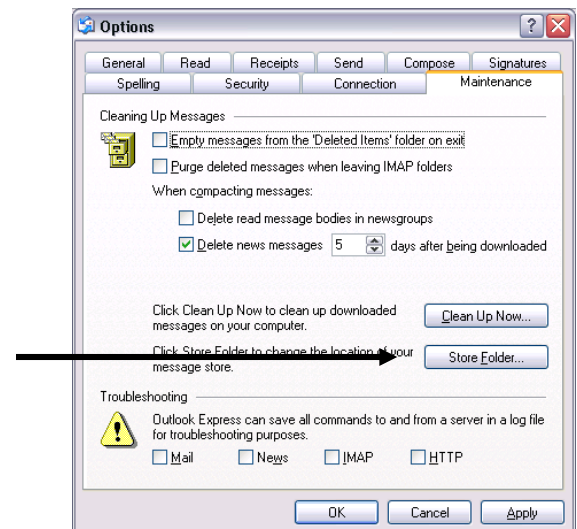 Options
General Read Receipts Send Compose Signatures
Spelling Security Connection Maintenance
Cleaning Up Messages
Empty messages from the 'Deleted Items' folder on exit
Purge deleted messages when leaving IMAP folders
When compacting messages:
Delete read message bodies in newsgroups
Delete news messages 5 days after being downloaded
Click Clean Up Now to clean up downloaded
messages on your computer.
Clean Up Now...
Click Store Folder to change the location of your
message store.
Store Folder...
Troubleshooting
Outlook Express can save all commands to and from a server in a log file
for troubleshooting purposes.
Mail News IMAP HTTP
OK Cancel Apply